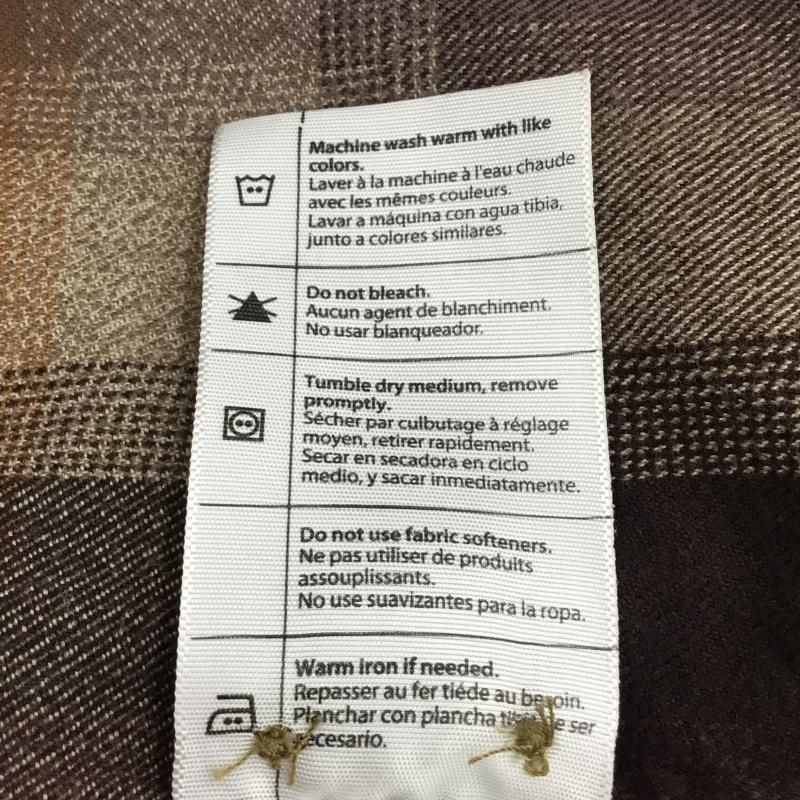 Machine wash warm with like
colors.
Laver à la machine à l'eau chaude
avec les mêmes couleurs.
Lavar a máquina con agua tibia,
junto a colores similares.
Do not bleach.
Aucun agent de blanchiment.
No usar blanqueador.
Tumble dry medium, remove
promptly.
Sécher par culbutage à réglage
moyen, retirer rapidement.
Secar en secadora en ciclo
medio, y sacar inmediatamente.
Do not use fabric softeners.
Ne pas utiliser de produits
assouplissants.
No use suavizantes para la ropa.
Warm iron if needed.
Repasser au fer tiéde au besoin.
Planchar con plancha ser
necesario.